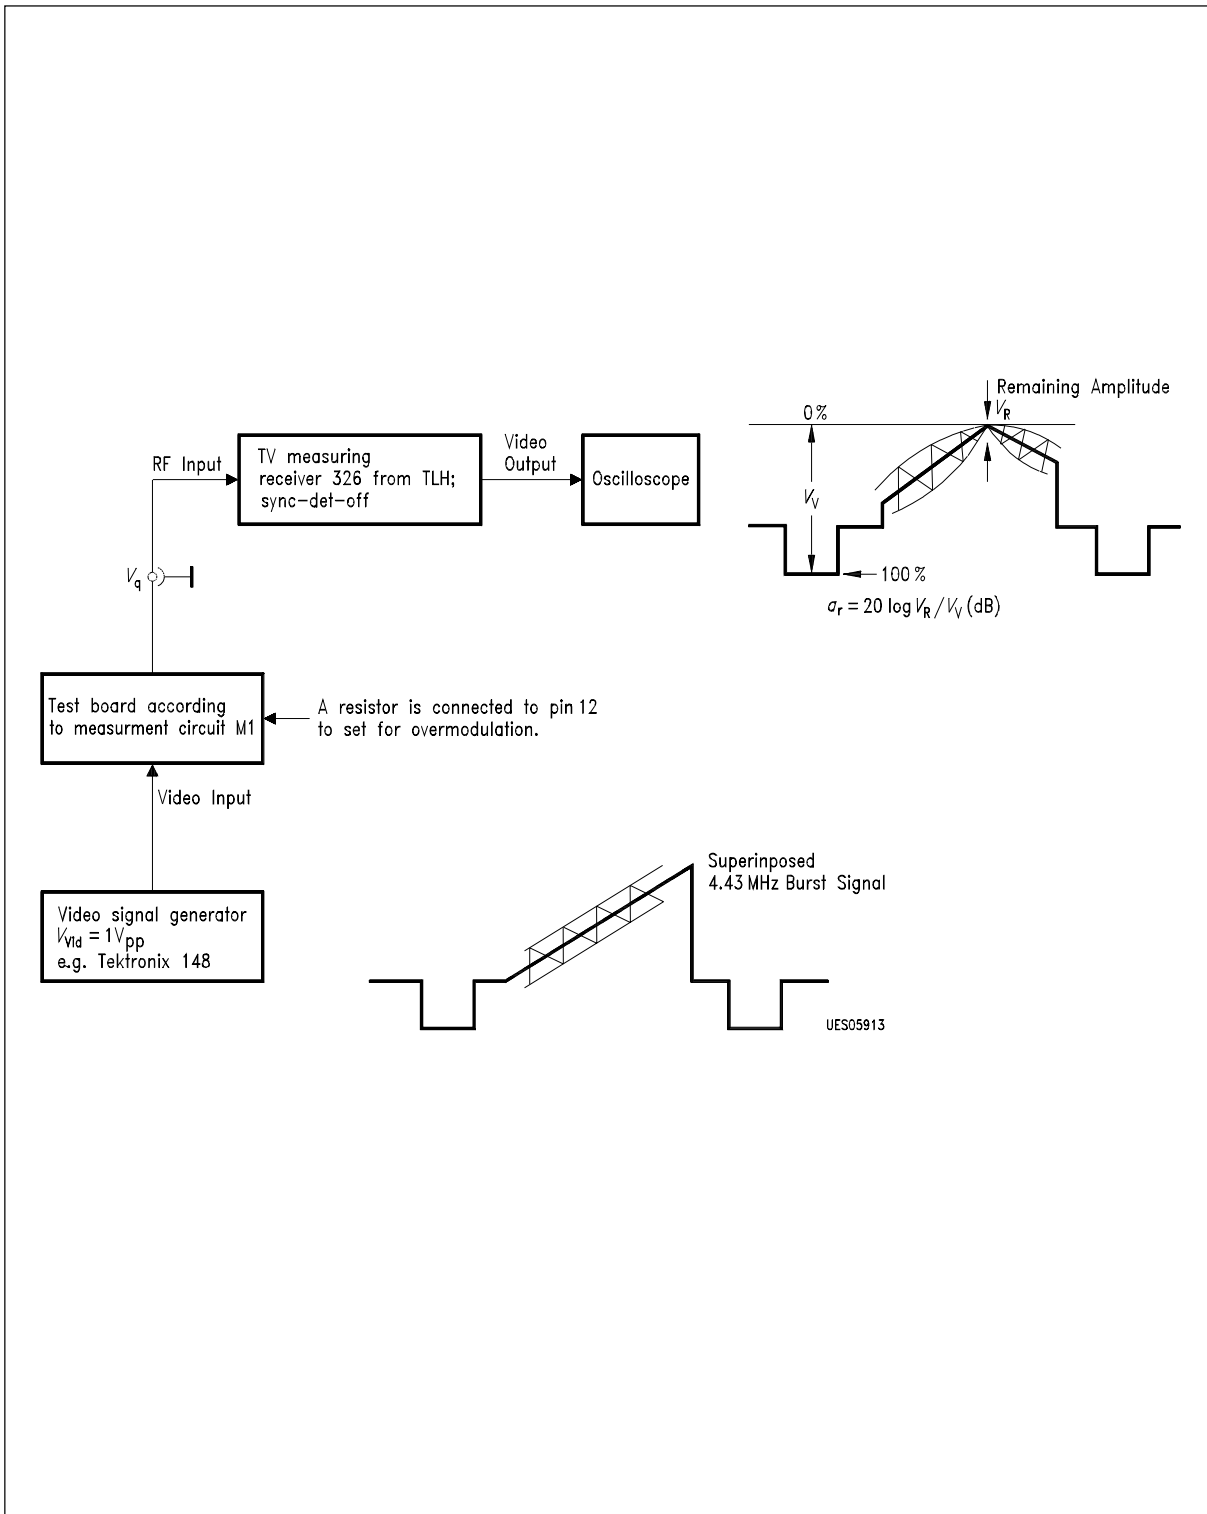 Remaining Amplitude
V_R
0%
RF Input
TV measuring
receiver 326 from TLH;
sync-det-off
Video
Output
Oscilloscope
V_V
100%
a_r = 20 log V_R / V_V (dB)
V_q
Test board according
to measurment circuit M1
A resistor is connected to pin 12
to set for overmodulation.
Video Input
Video signal generator
V_Vid = 1V_pp
e.g. Tektronix 148
Superinposed
4.43 MHz Burst Signal
UES05913